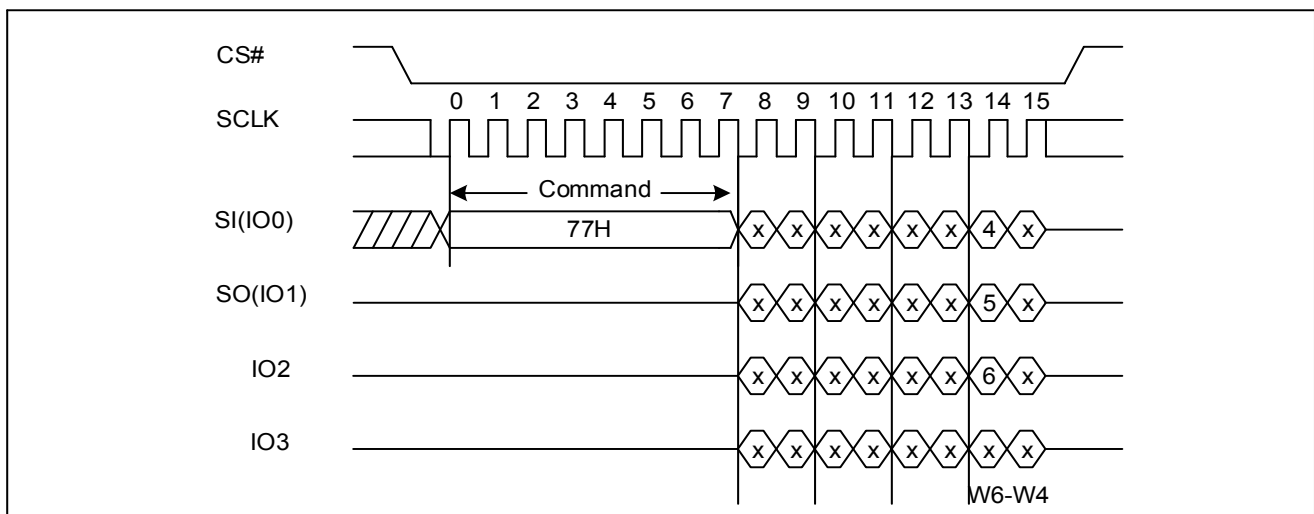 CS#
0 1 2 3 4 5 6 7 8 9 10 11 12 13 14 15
SCLK
Command
SI(IO0) 77H x x x x x x 4 x
SO(IO1) x x x x x x 5 x
IO2 x x x x x x 6 x
IO3 x x x x x x x x
W6-W4